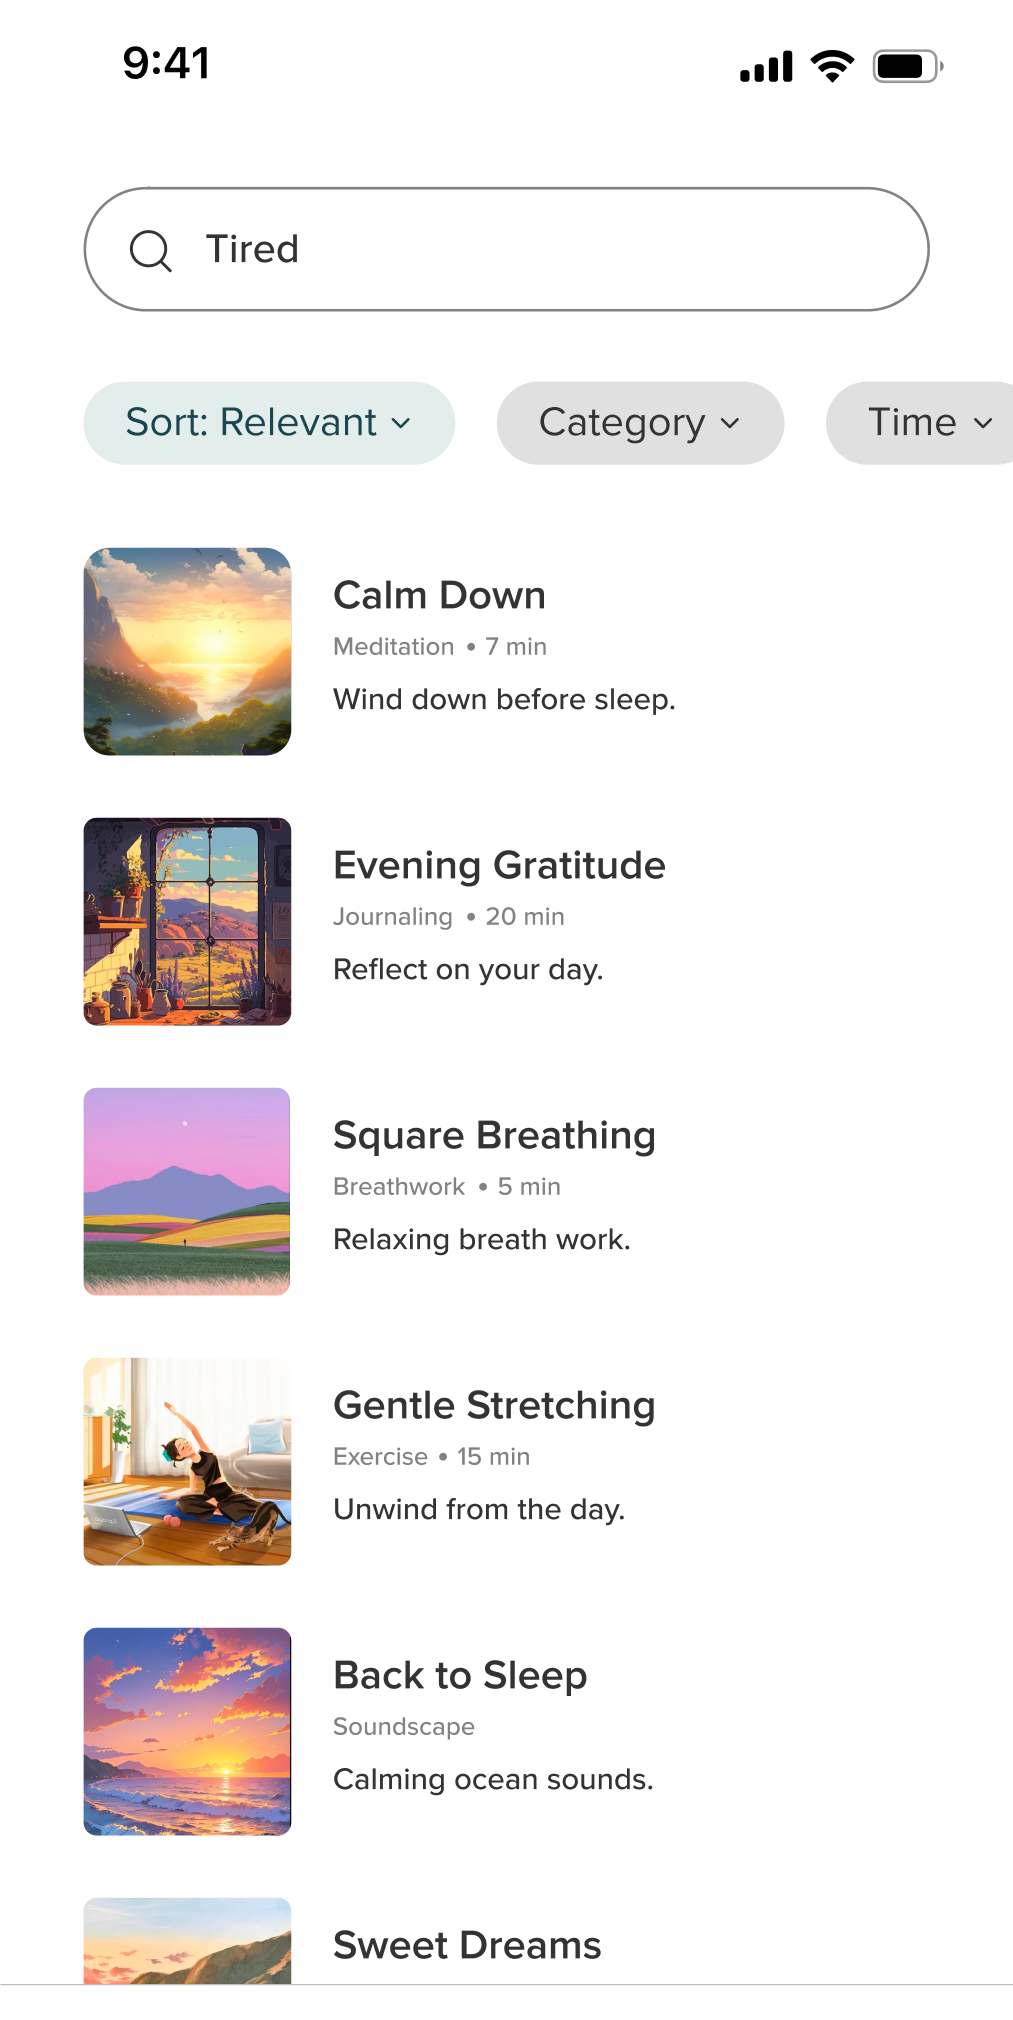 9:41
Tired
Sort: Relevant
Category
Time
Calm Down
Meditation • 7 min
Wind down before sleep.
Evening Gratitude
Journaling • 20 min
Reflect on your day.
Square Breathing
Breathwork • 5 min
Relaxing breath work.
Gentle Stretching
Exercise • 15 min
Unwind from the day.
Back to Sleep
Soundscape
Calming ocean sounds.
Sweet Dreams